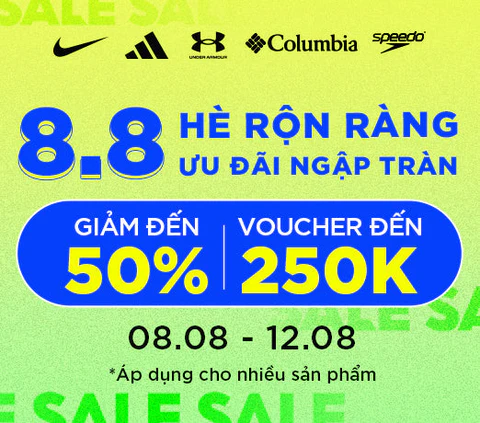 SALE SALE SALE
UNDER ARMOUR Columbia speedo
8.8 HÈ RỘN RÀNG
ƯU ĐÃI NGẬP TRÀN
GIẢM ĐẾN VOUCHER ĐẾN
50% 250K
SALE SA
08.08 - 12.08
*Áp dụng cho nhiều sản phẩm
E SALE SALE